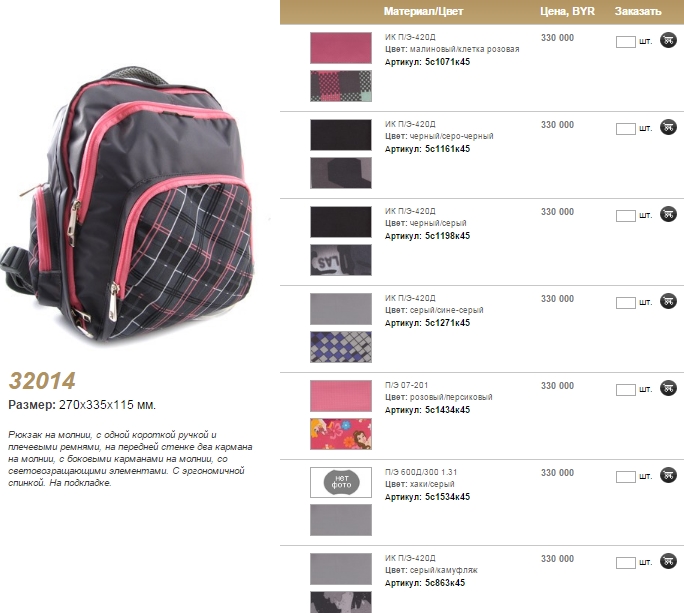 Материал/Цвет Цена, BYR Заказать
ИК П/Э-420Д 330 000 шт.
Цвет: малиновый/клетка розовая
Артикул: 5с1071к45
ИК П/Э-420Д 330 000 шт.
Цвет: черный/серо-черный
Артикул: 5с1161к45
ИК П/Э-420Д 330 000 шт.
Цвет: черный/серый
Артикул: 5с1198к45
LAS
ИК П/Э-420Д 330 000 шт.
Цвет: серый/сине-серый
Артикул: 5с1271к45
П/Э 07-201 330 000 шт.
Цвет: розовый/персиковый
Артикул: 5с1434к45
П/Э 600Д/300 1.31 330 000 шт.
Цвет: хаки/серый
Артикул: 5с1534к45
нет
фото
ИК П/Э-420Д 330 000 шт.
Цвет: серый/камуфляж
Артикул: 5с863к45
32014
Размер: 270х335х115 мм.
Рюкзак на молнии, с одной короткой ручкой и
плечевыми ремнями, на передней стенке два кармана
на молнии, с боковыми карманами на молнии, со
световозращающими элементами. С эргономичной
спинкой. На подкладке.